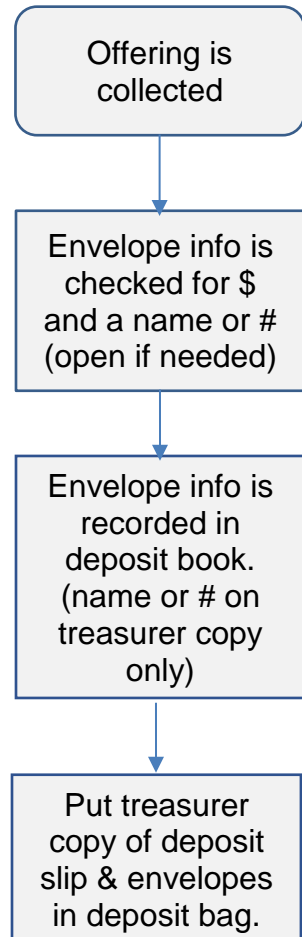 Offering is
collected
Envelope info is
checked for $
and a name or #
(open if needed)
Envelope info is
recorded in
deposit book.
(name or # on
treasurer copy
only)
Put treasurer
copy of deposit
slip & envelopes
in deposit bag.